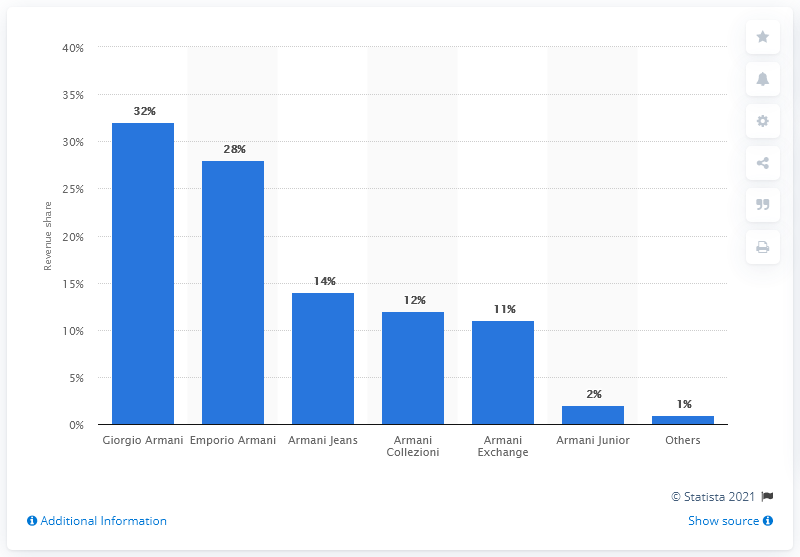 40%
35%
30%
25%
20%
15%
10%
5%
0%
Revenue share
32%
28%
14%
12%
11%
2%
1%
Giorgio Armani
Emporio Armani
Armani Jeans
Armani
Collezioni
Armani
Exchange
Armani Junior
Others
© Statista 2021
Additional Information
Show source